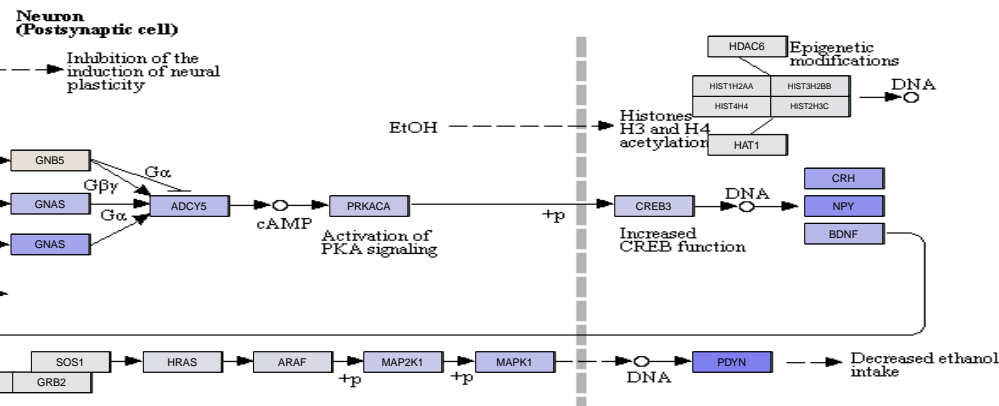 Neuron
(Postsynaptic cell)
Inhibition of the
induction of neural
plasticity
HDAC6
Epigenetic
modifications
HIST1H2AA
HIST3H2BB
HIST4H4
HIST2H3C
DNA
EtOH
Histones
H3 and H4
acetylation
HAT1
GNB5
Gα
Gβγ
GNAS
Gα
GNAS
ADCY5
cAMP
PRKACA
Activation of
PKA signaling
+p
CREB3
Increased
CREB function
DNA
CRH
NPY
BDNF
SOS1
GRB2
HRAS
ARAF
+p
MAP2K1
+p
MAPK1
DNA
PDYN
Decreased ethanol
intake